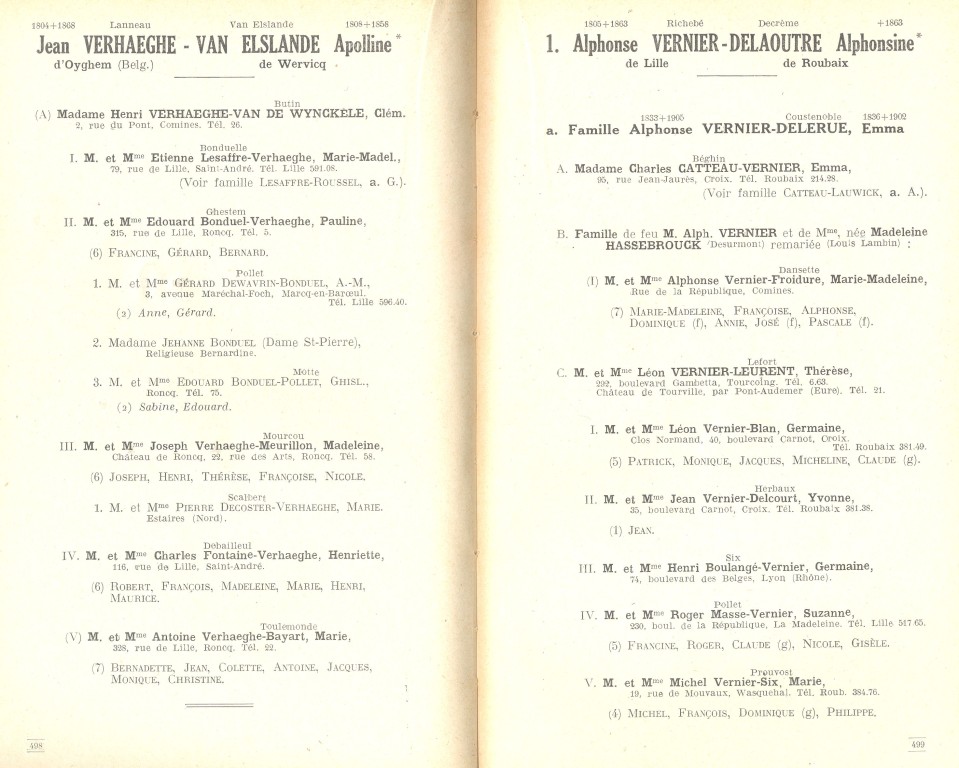 1804+1868 Lanneau Van Elslande 1808+1858
Jean VERHAEGHE - VAN ELSLANDE Apolline*
d'Oyghem (Belg.) de Wervicq
Butin
(A) Madame Henri VERHAEGHE-VAN DE WYNCKELE, Clém.
2, rue du Pont, Comines. Tél. 26.
Bonduelle
I. M. et Mme Etienne Lesaffre-Verhaeghe, Marie-Madel.,
79, rue de Lille, Saint-André. Tél. Lille 591.08.
(Voir famille LESAFFRE-ROUSSEL, a. G.).
Ghestem
II. M. et Mme Edouard Bonduel-Verhaeghe, Pauline,
315, rue de Lille, Roncq. Tél. 5.
(6) FRANCINE, GÉRARD, BERNARD.
Pollet
1. M. et Mme GÉRARD DEWAVRIN-BONDUEL, A.-M.,
3, avenue Maréchal-Foch, Marcq-en-Barœul.
Tél. Lille 596.40.
(2) Anne, Gérard.
2. Madame JEHANNE BONDUEL (Dame St-Pierre),
Religieuse Bernardine.
Motte
3. M. et Mme EDOUARD BONDUEL-POLLET, GHISL.,
Roncq. Tél. 75.
(2) Sabine, Edouard.
Mourcou
III. M. et Mme Joseph Verhaeghe-Meurillon, Madeleine,
Château de Roncq, 22, rue des Arts, Roncq. Tél. 58.
(6) JOSEPH, HENRI, THÉRÈSE, FRANÇOISE, NICOLE.
Scalbert
1. M. et Mme PIERRE DECOSTER-VERHAEGHE, MARIE.
Estaires (Nord).
Debailleul
IV. M. et Mme Charles Fontaine-Verhaeghe, Henriette,
116, rue de Lille, Saint-André.
(6) ROBERT, FRANÇOIS, MADELEINE, MARIE, HENRI,
MAURICE.
Toulemonde
(V) M. et Mme Antoine Verhaeghe-Bayart, Marie,
328, rue de Lille, Roncq. Tél. 22.
(7) BERNADETTE, JEAN, COLETTE, ANTOINE, JACQUES,
MONIQUE, CHRISTINE.
498
1805+1863 Richebé Decrème +1863
1. Alphonse VERNIER-DELAOUTRE Alphonsine*
de Lille de Roubaix
1833+1905 Coustenoble 1836+1902
a. Famille Alphonse VERNIER-DELERUE, Emma
Béghin
A. Madame Charles CATTEAU-VERNIER, Emma,
95, rue Jean-Jaurès, Croix. Tél. Roubaix 214.28.
(Voir famille CATTEAU-LAUWICK, a. A.).
B. Famille de feu M. Alph. VERNIER et de Mme, née Madeleine
HASSEBROUCK (Desurmont) remariée (Louis Lambin) :
Dansette
(I) M. et Mme Alphonse Vernier-Froidure, Marie-Madeleine,
Rue de la République, Comines.
(7) MARIE-MADELEINE, FRANÇOISE, ALPHONSE,
DOMINIQUE (f), ANNIE, JOSÉ (f), PASCALE (f).
Lefort
C. M. et Mme Léon VERNIER-LEURENT, Thérèse,
292, boulevard Gambetta, Tourcoing. Tél. 6.63.
Château de Tourville, par Pont-Audemer (Eure). Tél. 21.
I. M. et Mme Léon Vernier-Blan, Germaine,
Clos Normand, 40, boulevard Carnot, Croix.
Tél. Roubaix 381.49.
(5) PATRICK, MONIQUE, JACQUES, MICHELINE, CLAUDE (g).
Herbaux
II. M. et Mme Jean Vernier-Delcourt, Yvonne,
35, boulevard Carnot, Croix. Tél. Roubaix 381.38.
(1) JEAN.
Six
III. M. et Mme Henri Boulangé-Vernier, Germaine,
74, boulevard des Belges, Lyon (Rhône).
Pollet
IV. M. et Mme Roger Masse-Vernier, Suzanne,
230, boul. de la République, La Madeleine. Tél. Lille 517 65.
(5) FRANCINE, ROGER, CLAUDE (g), NICOLE, GISÈLE.
Prouvost
V. M. et Mme Michel Vernier-Six, Marie,
19, rue de Mouvaux, Wasquehal. Tél. Roub. 384.76.
(4) MICHEL, FRANÇOIS, DOMINIQUE (g), PHILIPPE.
499